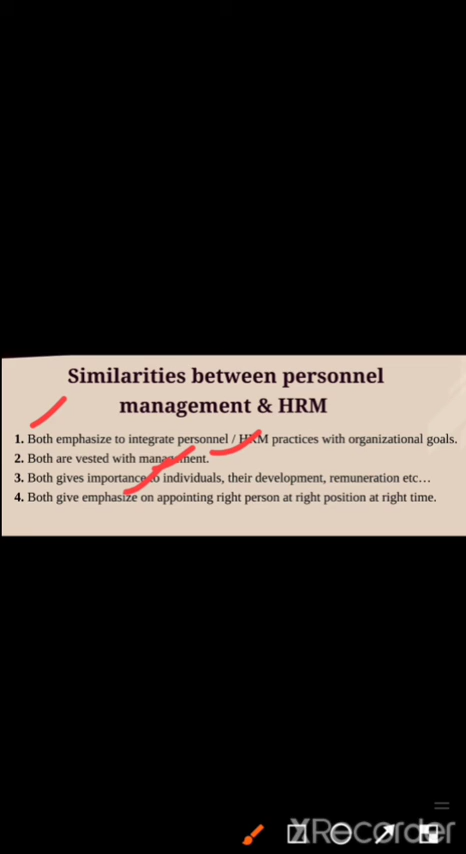 Similarities between personnel
management & HRM
1. Both emphasize to integrate personnel / HRM practices with organizational goals.
2. Both are vested with management.
3. Both gives importance to individuals, their development, remuneration etc...
4. Both give emphasize on appointing right person at right position at right time.
XRecorder